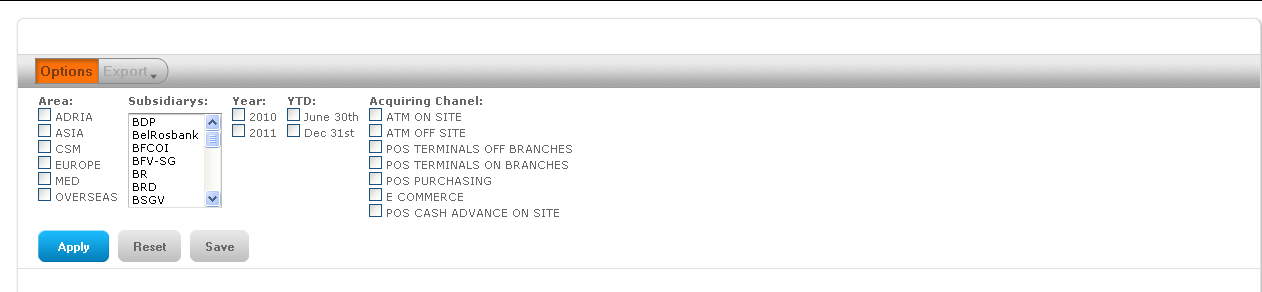 Options Export
Area: Subsidiarys: Year: YTD: Acquiring Chanel:
ADRIA BDP 2010 June 30th ATM ON SITE
ASIA BelRosbank 2011 Dec 31st ATM OFF SITE
CSM BFCOI POS TERMINALS OFF BRANCHES
EUROPE BFV-SG POS TERMINALS ON BRANCHES
MED BR POS PURCHASING
OVERSEAS BRD E COMMERCE
BSGV POS CASH ADVANCE ON SITE
Apply Reset Save